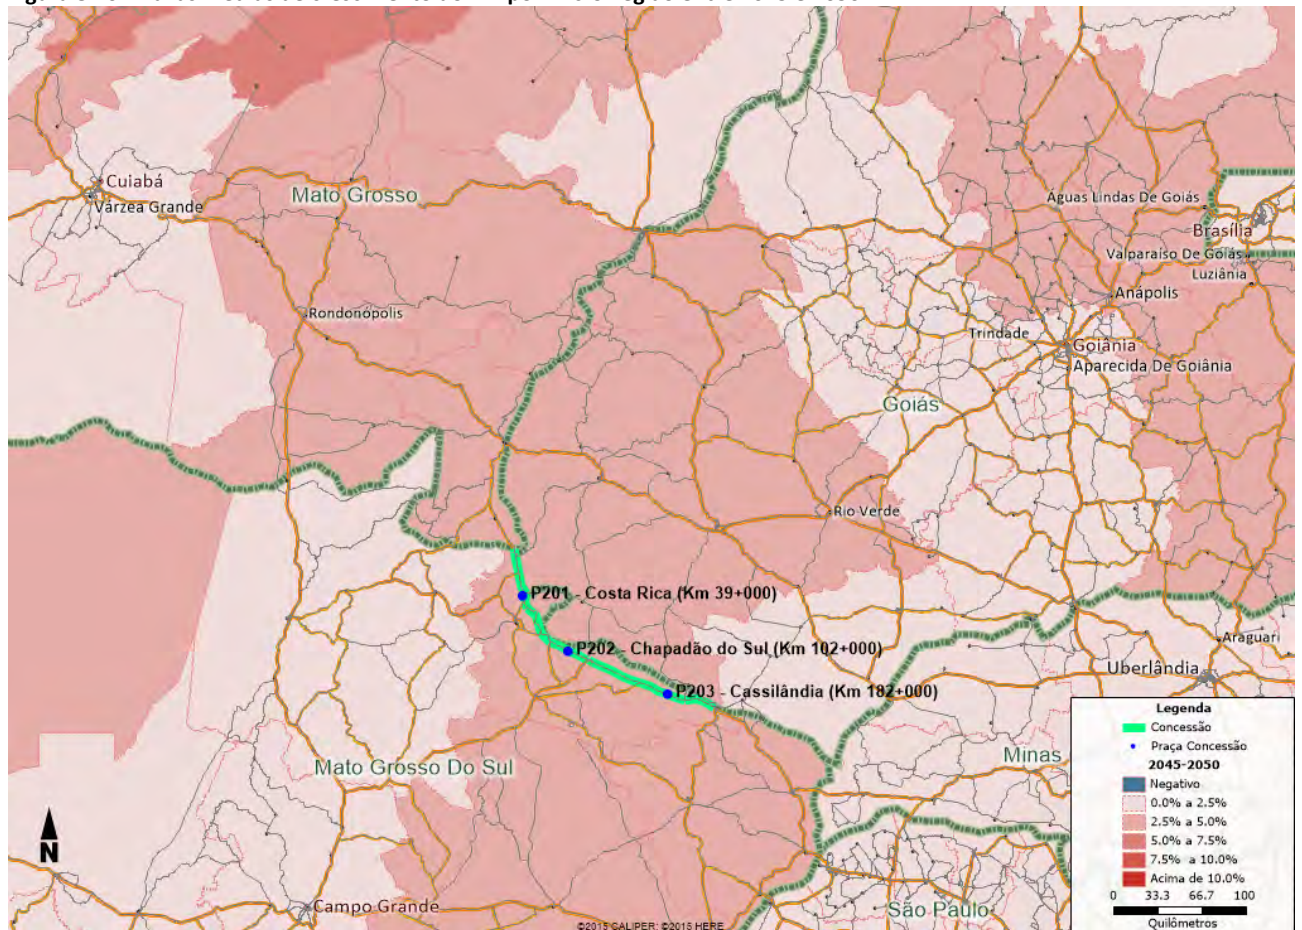 Cuiabá
Várzea Grande
Mato Grosso
Águas Lindas De Goiás
Brasília
Valparaíso De Goiás
Luziânia
Anápolis
Rondonópolis
Trindade
Goiânia
Aparecida De Goiânia
Goiás
Rio Verde
P201 - Costa Rica (Km 39+000)
P202 - Chapadão do Sul (Km 102+000)
P203 - Cassilândia (Km 182+000)
Araguari
Uberlândia
Minas
Mato Grosso Do Sul
Campo Grande
São Paulo
N
Legenda
Concessão
Praça Concessão
2045-2050
Negativo
0.0% a 2.5%
2.5% a 5.0%
5.0% a 7.5%
7.5% a 10.0%
Acima de 10.0%
0 33,3 66,7 100
Quilômetros
©2015 CALIPER; ©2015 HERE